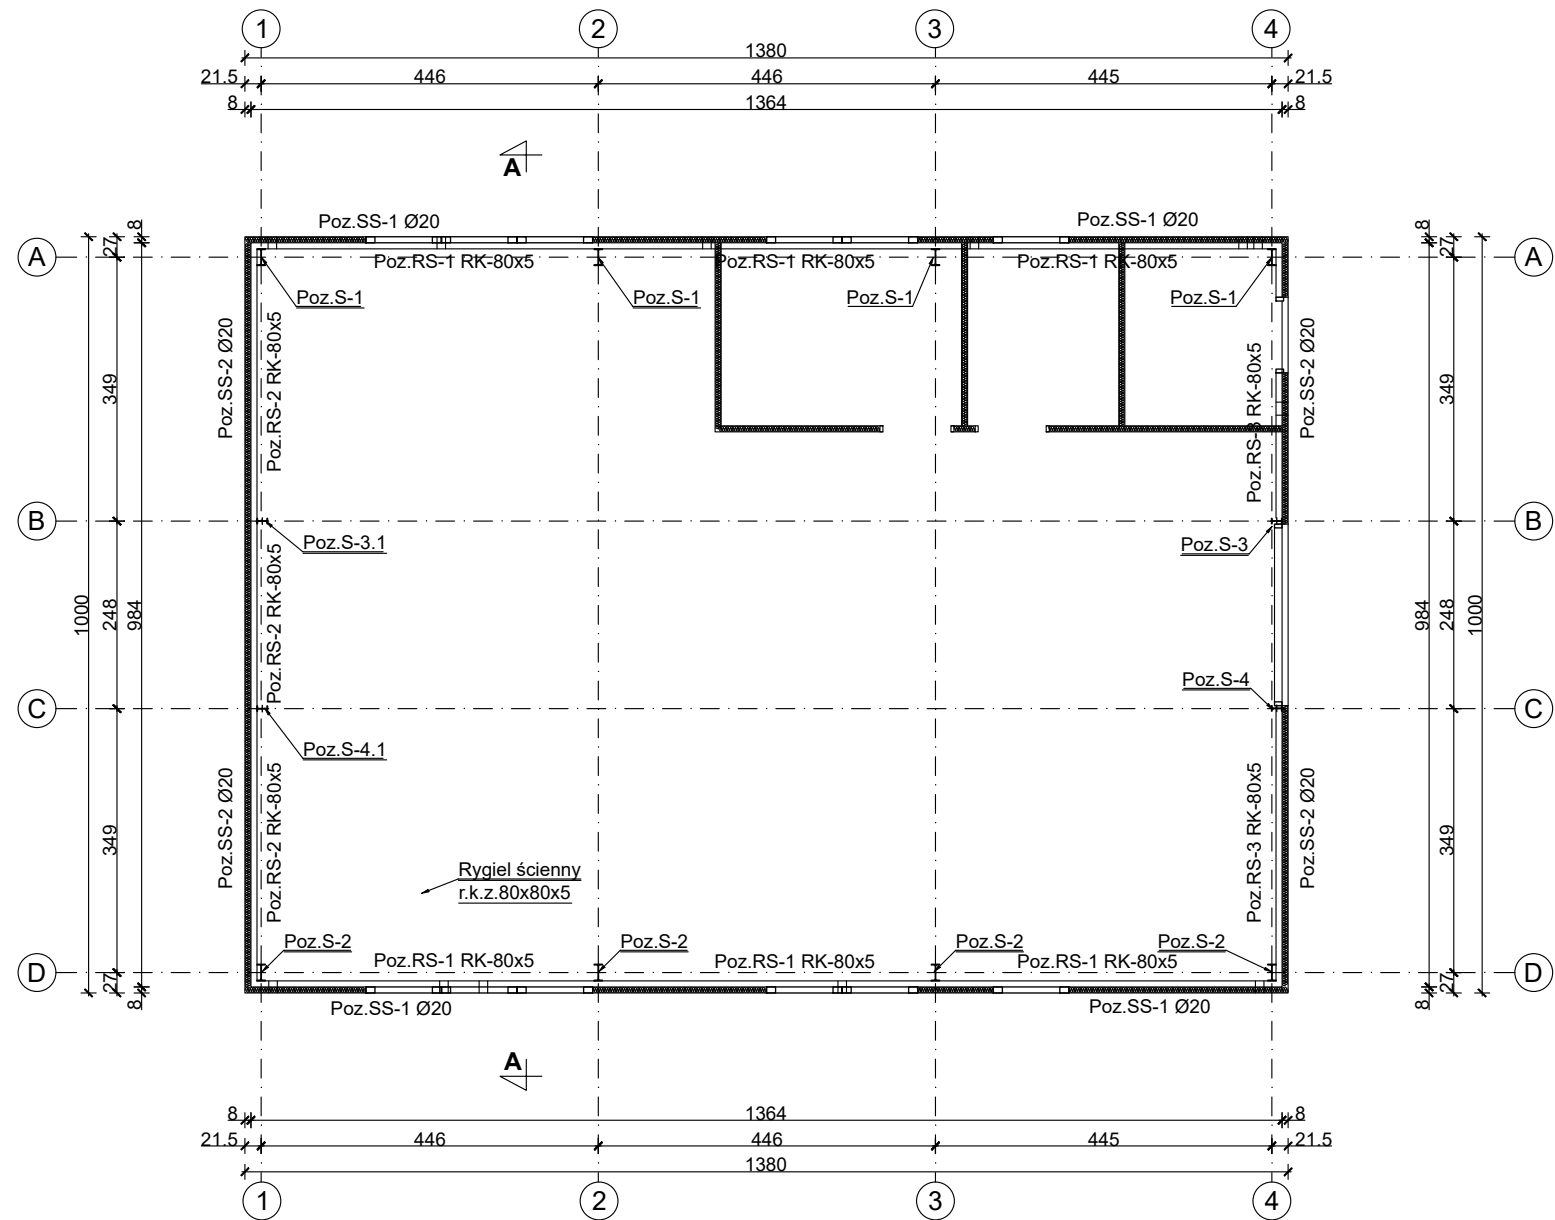 1 2 3 4
1380
21.5 446 446 445 21.5
8 1364 8
A
Poz.SS-1 Ø20 Poz.SS-1 Ø20
8 8
27 27
A A
Poz.RS-1 RK-80x5 Poz.RS-1 RK-80x5 Poz.RS-1 RK-80x5
Poz.S-1 Poz.S-1 Poz.S-1 Poz.S-1
Poz.SS-2 Ø20
Poz.RS-2 RK-80x5
Poz.RS-3 RK-80x5
Poz.SS-2 Ø20
349 349
B B
Poz.S-3.1 Poz.S-3
Poz.RS-2 RK-80x5
1000 248 984 984 248 1000
Poz.S-4
C C
Poz.S-4.1
Poz.SS-2 Ø20
Poz.RS-2 RK-80x5
Poz.RS-3 RK-80x5
Poz.SS-2 Ø20
349 349
Rygiel ścienny
r.k.z.80x80x5
Poz.S-2 Poz.S-2 Poz.S-2 Poz.S-2
Poz.RS-1 RK-80x5 Poz.RS-1 RK-80x5 Poz.RS-1 RK-80x5
D D
27 27
8 8
Poz.SS-1 Ø20 Poz.SS-1 Ø20
A
8 1364 8
21.5 446 446 445 21.5
1380
1 2 3 4